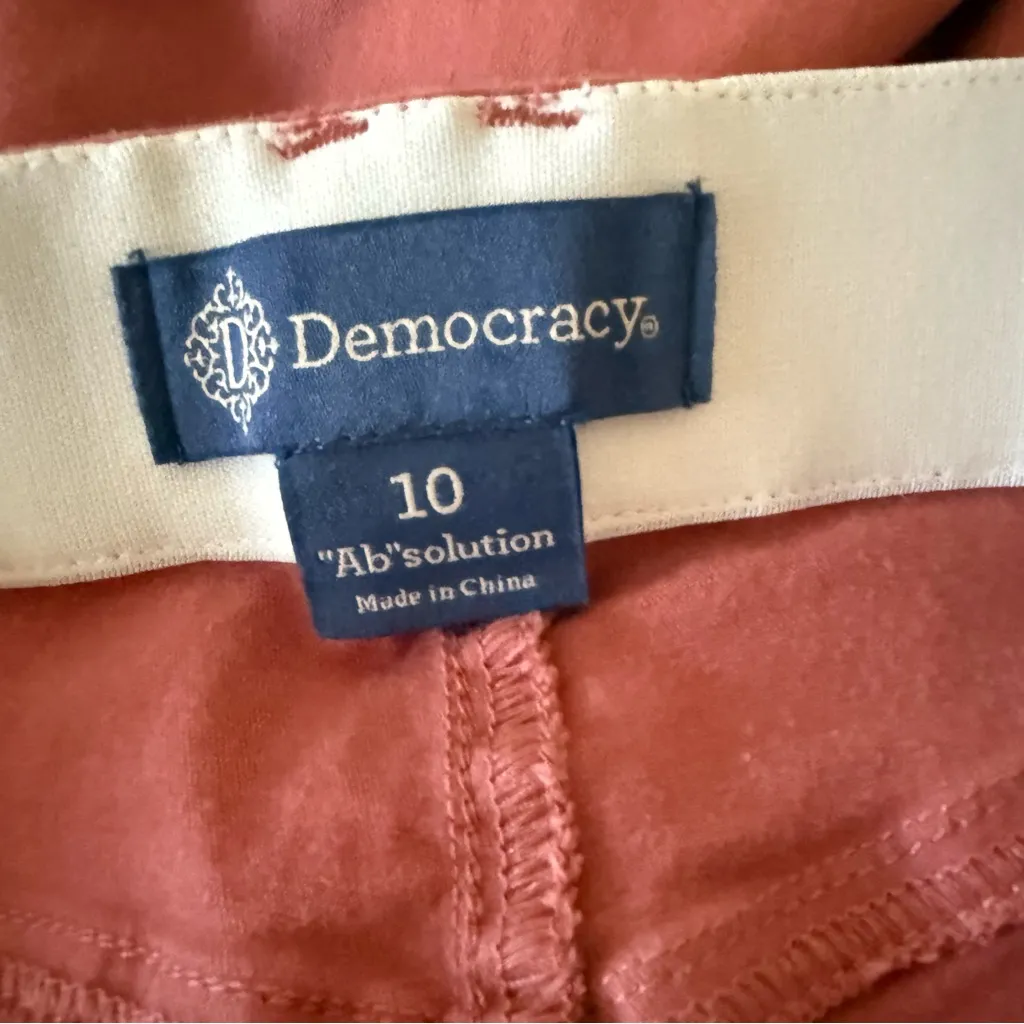 D
Democracy®
10
"Ab"solution
Made in China